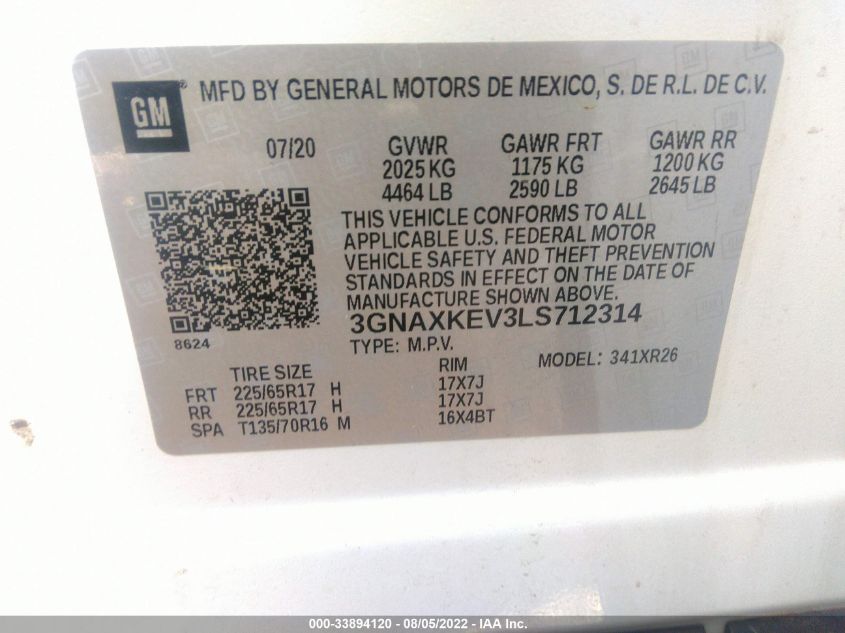 GM
MFD BY GENERAL MOTORS DE MEXICO, S. DE R.L. DE C.V.
07/20 GVWR GAWR FRT GAWR RR
2025 KG 1175 KG 1200 KG
4464 LB 2590 LB 2645 LB
THIS VEHICLE CONFORMS TO ALL
APPLICABLE U.S. FEDERAL MOTOR
VEHICLE SAFETY AND THEFT PREVENTION
STANDARDS IN EFFECT ON THE DATE OF
MANUFACTURE SHOWN ABOVE.
8624
3GNAXKEV3LS712314
TYPE: M.P.V.
MODEL: 341XR26
TIRE SIZE RIM
FRT 225/65R17 H 17X7J
RR 225/65R17 H 17X7J
SPA T135/70R16 M 16X4BT
000-33894120 - 08/05/2022 - IAA Inc.